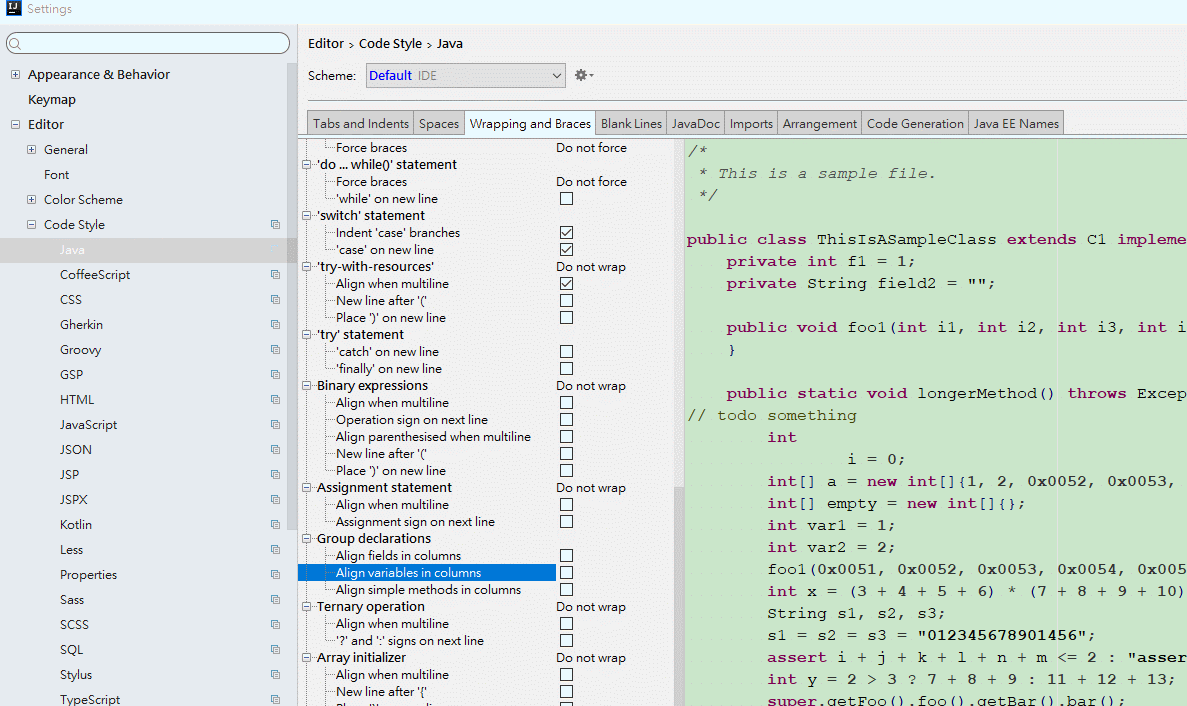 Settings
Editor › Code Style › Java
Scheme: Default IDE
Appearance & Behavior
Keymap
Editor
General
Font
Color Scheme
Code Style
Java
CoffeeScript
CSS
Gherkin
Groovy
GSP
HTML
JavaScript
JSON
JSP
JSPX
Kotlin
Less
Properties
Sass
SCSS
SQL
Stylus
TypeScript
Tabs and Indents Spaces Wrapping and Braces Blank Lines JavaDoc Imports Arrangement Code Generation Java EE Names
Force braces Do not force
'do ... while()' statement
Force braces Do not force
'while' on new line
'switch' statement
Indent 'case' branches
'case' on new line
'try-with-resources' Do not wrap
Align when multiline
New line after '('
Place ')' on new line
'try' statement
'catch' on new line
'finally' on new line
Binary expressions Do not wrap
Align when multiline
Operation sign on next line
Align parenthesised when multiline
New line after '('
Place ')' on new line
Assignment statement Do not wrap
Align when multiline
Assignment sign on next line
Group declarations
Align fields in columns
Align variables in columns
Align simple methods in columns
Ternary operation Do not wrap
Align when multiline
'?' and ':' signs on next line
Array initializer Do not wrap
Align when multiline
New line after '{'
/*
 * This is a sample file.
 */
public class ThisIsASampleClass extends C1 impleme
private int f1 = 1;
private String field2 = "";
public void foo1(int i1, int i2, int i3, int i
}
public static void longerMethod() throws Excep
// todo something
int
i = 0;
int[] a = new int[]{1, 2, 0x0052, 0x0053,
int[] empty = new int[]{};
int var1 = 1;
int var2 = 2;
foo1(0x0051, 0x0052, 0x0053, 0x0054, 0x005
int x = (3 + 4 + 5 + 6) * (7 + 8 + 9 + 10)
String s1, s2, s3;
s1 = s2 = s3 = "012345678901456";
assert i + j + k + l + n + m <= 2 : "asser
int y = 2 > 3 ? 7 + 8 + 9 : 11 + 12 + 13;
super.getFoo().foo().getBar().bar();